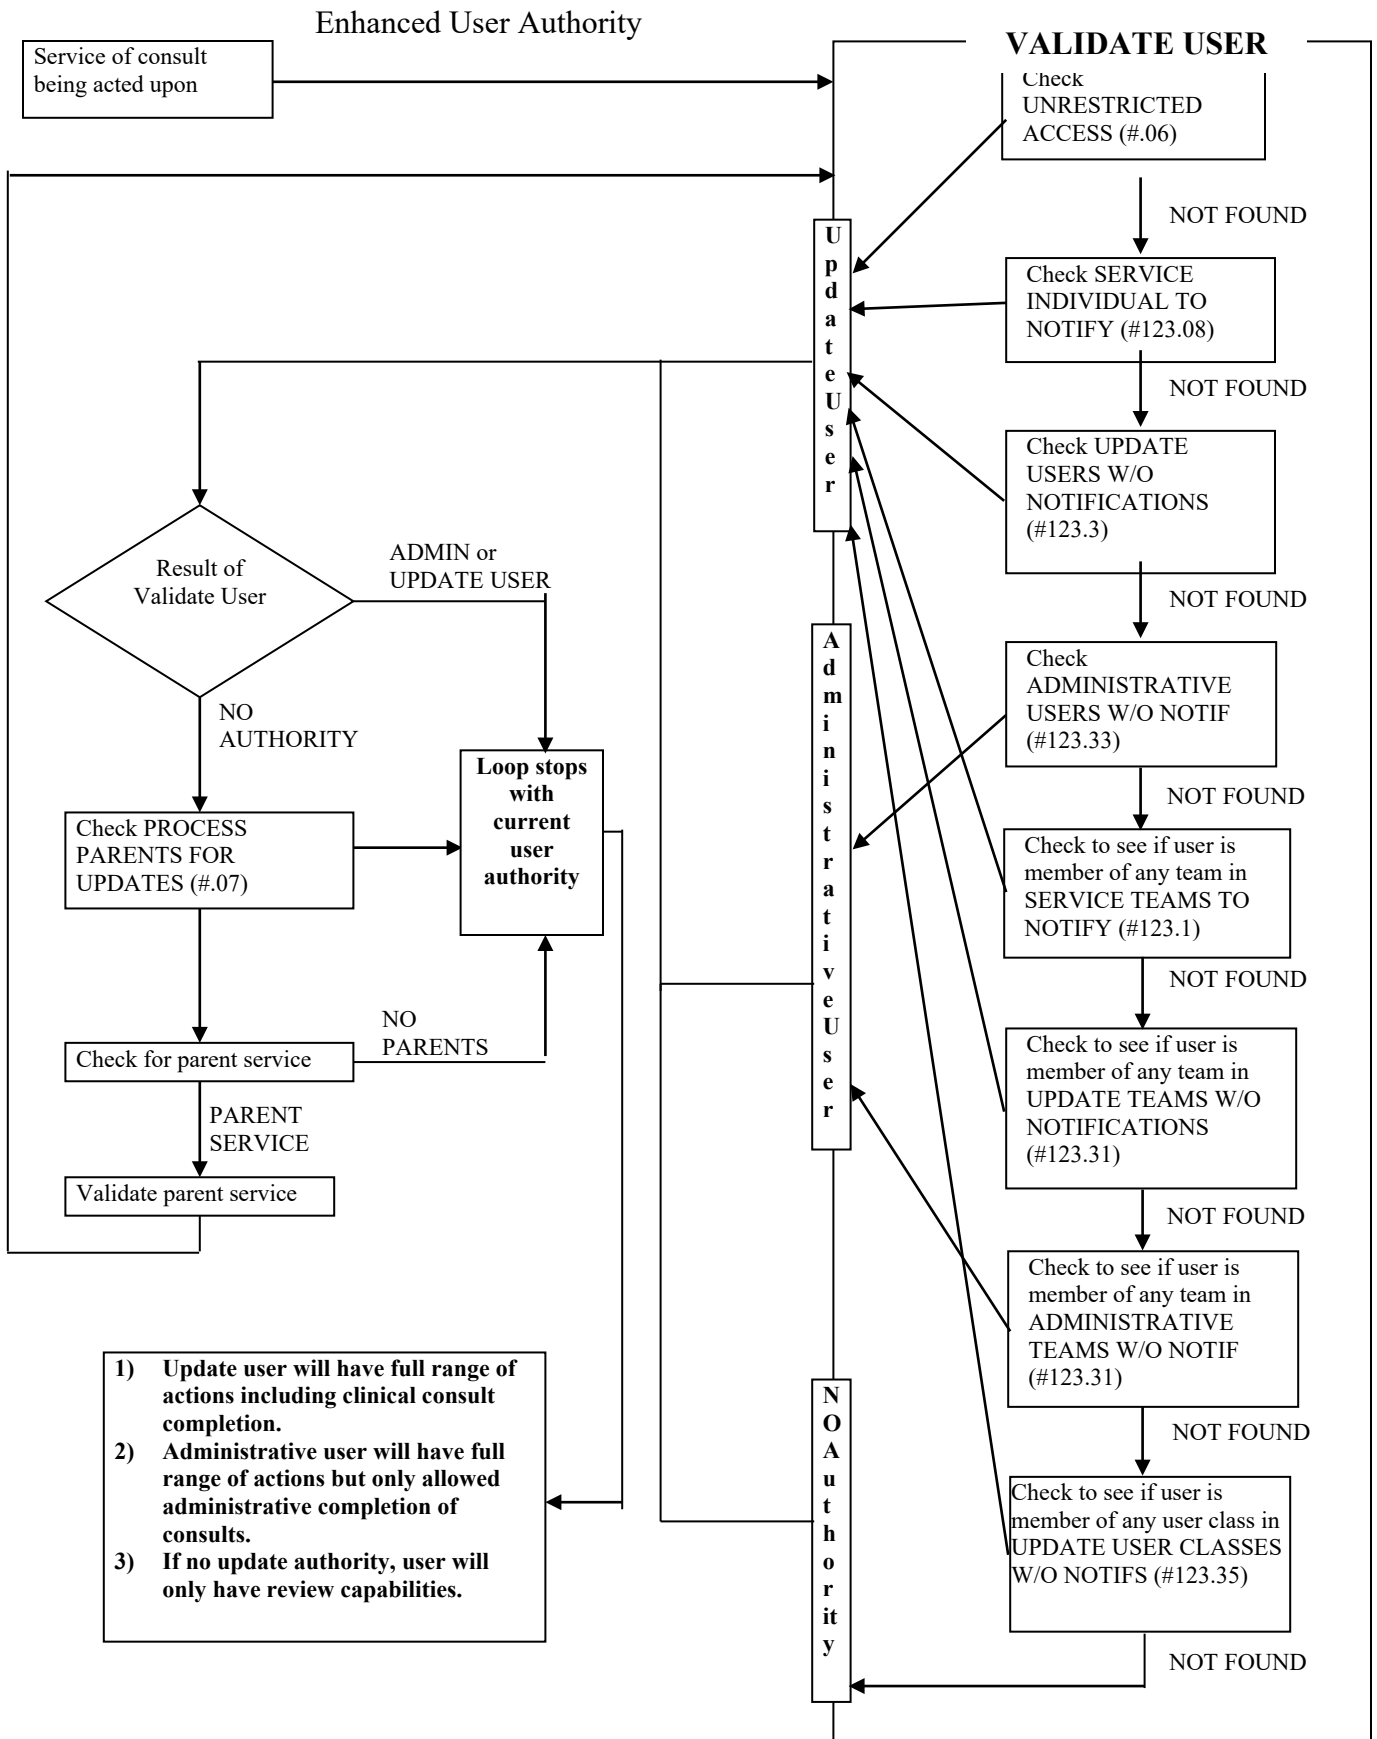 Enhanced User Authority
VALIDATE USER
Service of consult
being acted upon
Check
UNRESTRICTED
ACCESS (#.06)
NOT FOUND
Check SERVICE
INDIVIDUAL TO
NOTIFY (#123.08)
NOT FOUND
Check UPDATE
USERS W/O
NOTIFICATIONS
(#123.3)
NOT FOUND
Check
ADMINISTRATIVE
USERS W/O NOTIF
(#123.33)
NOT FOUND
Check to see if user is
member of any team in
SERVICE TEAMS TO
NOTIFY (#123.1)
NOT FOUND
Check to see if user is
member of any team in
UPDATE TEAMS W/O
NOTIFICATIONS
(#123.31)
NOT FOUND
Check to see if user is
member of any team in
ADMINISTRATIVE
TEAMS W/O NOTIF
(#123.31)
NOT FOUND
Check to see if user is
member of any user class in
UPDATE USER CLASSES
W/O NOTIFS (#123.35)
NOT FOUND
U
p
d
a
t
e
U
s
e
r
A
d
m
i
n
i
s
t
r
a
t
i
v
e
U
s
e
r
N
O
A
u
t
h
o
r
it
y
Result of
Validate User
ADMIN or
UPDATE USER
NO
AUTHORITY
Loop stops
with
current
user
authority
Check PROCESS
PARENTS FOR
UPDATES (#.07)
NO
PARENTS
Check for parent service
PARENT
SERVICE
Validate parent service
1) Update user will have full range of
actions including clinical consult
completion.
2) Administrative user will have full
range of actions but only allowed
administrative completion of
consults.
3) If no update authority, user will
only have review capabilities.